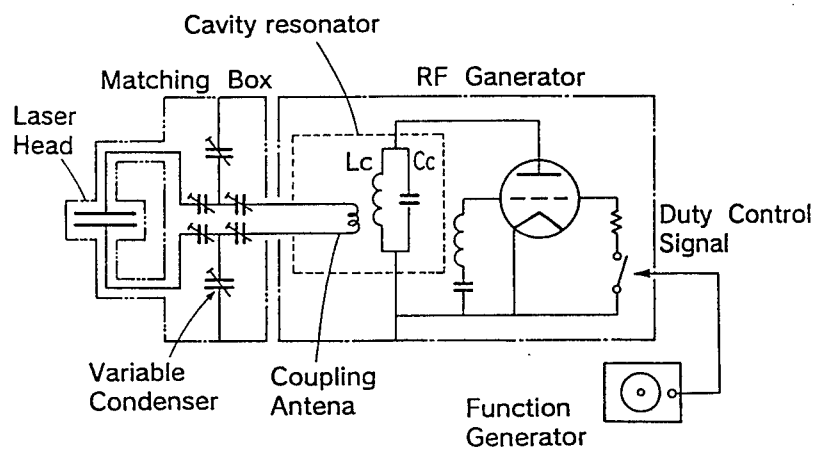 Cavity resonator
Matching Box
RF Ganerator
Laser
Head
Lc
Cc
Duty Control
Signal
Variable
Condenser
Coupling
Antena
Function
Generator